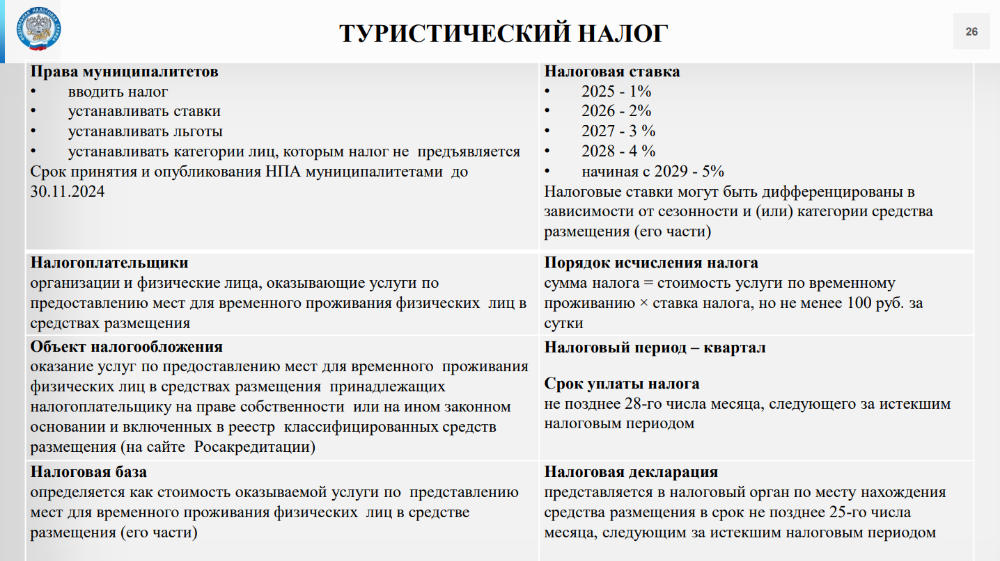 ФЕДЕРАЛЬНАЯ НАЛОГОВАЯ СЛУЖБА
ТУРИСТИЧЕСКИЙ НАЛОГ
26
Права муниципалитетов
• вводить налог
• устанавливать ставки
• устанавливать льготы
• устанавливать категории лиц, которым налог не предъявляется
Срок принятия и опубликования НПА муниципалитетами до
30.11.2024
Налоговая ставка
• 2025 - 1%
• 2026 - 2%
• 2027 - 3 %
• 2028 - 4 %
• начиная с 2029 - 5%
Налоговые ставки могут быть дифференцированы в
зависимости от сезонности и (или) категории средства
размещения (его части)
Налогоплательщики
организации и физические лица, оказывающие услуги по
предоставлению мест для временного проживания физических лиц в
средствах размещения
Порядок исчисления налога
сумма налога = стоимость услуги по временному
проживанию × ставка налога, но не менее 100 руб. за
сутки
Объект налогообложения
оказание услуг по предоставлению мест для временного проживания
физических лиц в средствах размещения принадлежащих
налогоплательщику на праве собственности или на ином законном
основании и включенных в реестр классифицированных средств
размещения (на сайте Росакредитации)
Налоговый период – квартал
Срок уплаты налога
не позднее 28-го числа месяца, следующего за истекшим
налоговым периодом
Налоговая база
определяется как стоимость оказываемой услуги по представлению
мест для временного проживания физических лиц в средстве
размещения (его части)
Налоговая декларация
представляется в налоговый орган по месту нахождения
средства размещения в срок не позднее 25-го числа
месяца, следующим за истекшим налоговым периодом